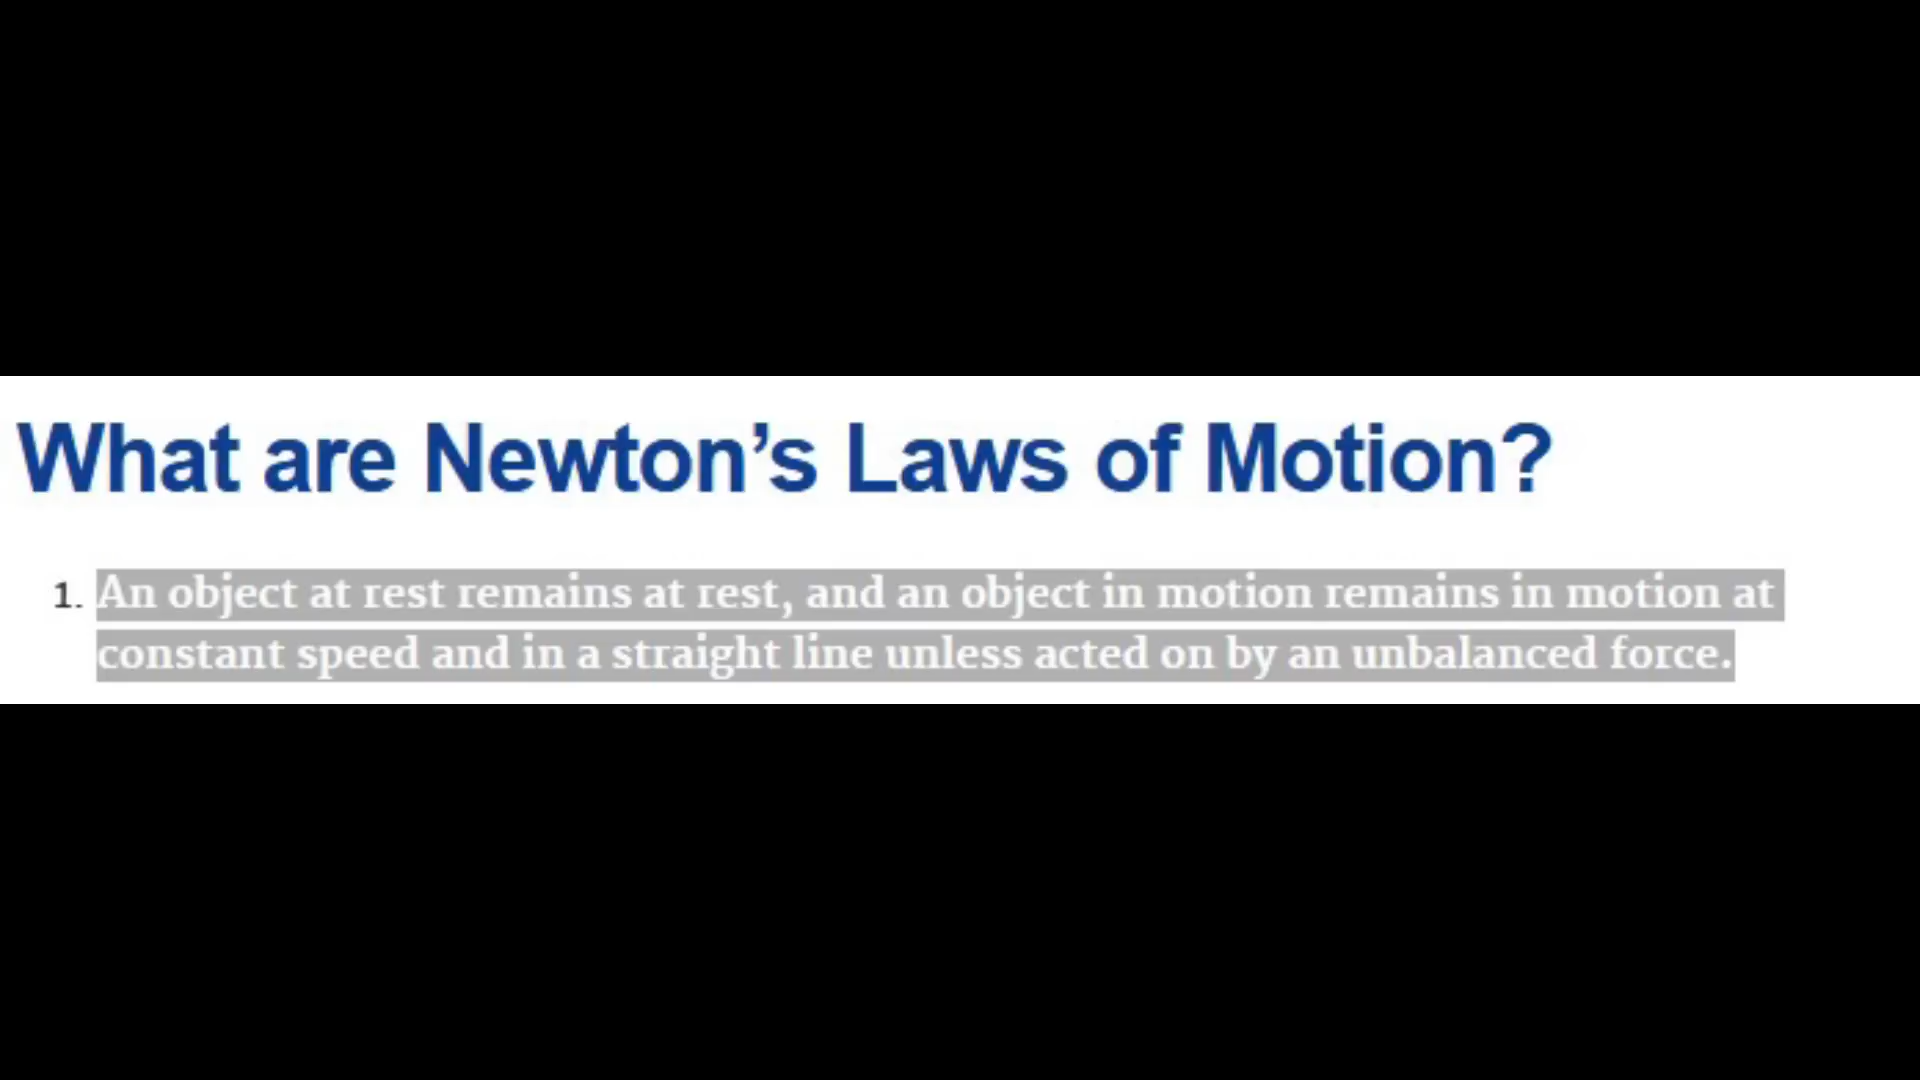 What are Newton’s Laws of Motion?
1. An object at rest remains at rest, and an object in motion remains in motion at
constant speed and in a straight line unless acted on by an unbalanced force.